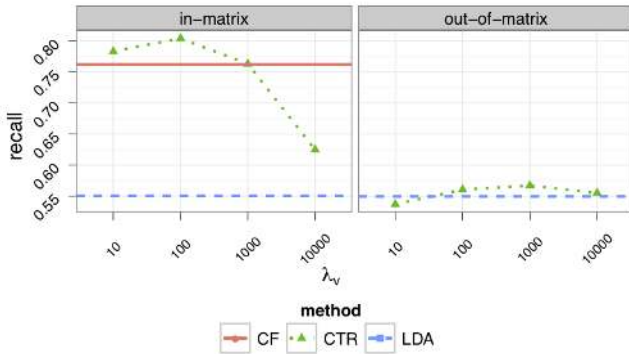 in−matrix
out−of−matrix
recall
0.80
0.75
0.70
0.65
0.60
0.55
10
100
1000
10000
10
100
1000
10000
λv
method
CF
CTR
LDA